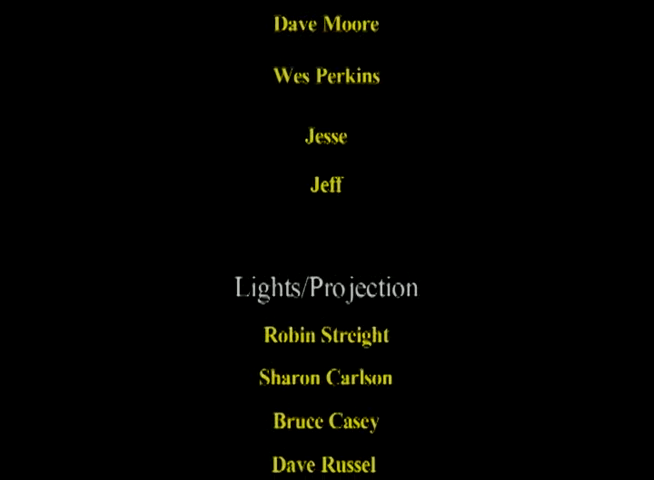 Dave Moore
Wes Perkins
Jesse
Jeff
Lights/Projection
Robin Streight
Sharon Carlson
Bruce Casey
Dave Russel